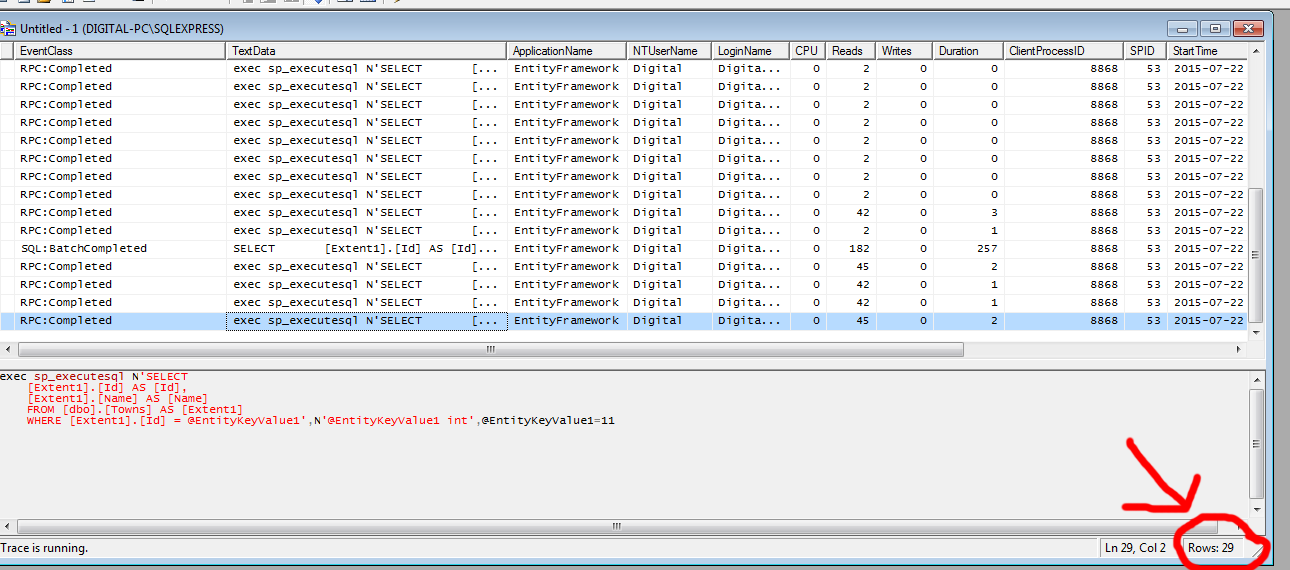 Untitled - 1 (DIGITAL-PC\SQLEXPRESS)
EventClass TextData ApplicationName NTUserName LoginName CPU Reads Writes Duration ClientProcessID SPID StartTime
RPC:Completed exec sp_executesql N'SELECT [... EntityFramework Digital Digita... 0 2 0 0 8868 53 2015-07-22
RPC:Completed exec sp_executesql N'SELECT [... EntityFramework Digital Digita... 0 2 0 0 8868 53 2015-07-22
RPC:Completed exec sp_executesql N'SELECT [... EntityFramework Digital Digita... 0 2 0 0 8868 53 2015-07-22
RPC:Completed exec sp_executesql N'SELECT [... EntityFramework Digital Digita... 0 2 0 0 8868 53 2015-07-22
RPC:Completed exec sp_executesql N'SELECT [... EntityFramework Digital Digita... 0 2 0 0 8868 53 2015-07-22
RPC:Completed exec sp_executesql N'SELECT [... EntityFramework Digital Digita... 0 2 0 0 8868 53 2015-07-22
RPC:Completed exec sp_executesql N'SELECT [... EntityFramework Digital Digita... 0 2 0 0 8868 53 2015-07-22
RPC:Completed exec sp_executesql N'SELECT [... EntityFramework Digital Digita... 0 2 0 0 8868 53 2015-07-22
RPC:Completed exec sp_executesql N'SELECT [... EntityFramework Digital Digita... 0 42 0 3 8868 53 2015-07-22
RPC:Completed exec sp_executesql N'SELECT [... EntityFramework Digital Digita... 0 2 0 1 8868 53 2015-07-22
SQL:BatchCompleted SELECT [Extent1].[Id] AS [Id]... EntityFramework Digital Digita... 0 182 0 257 8868 53 2015-07-22
RPC:Completed exec sp_executesql N'SELECT [... EntityFramework Digital Digita... 0 45 0 2 8868 53 2015-07-22
RPC:Completed exec sp_executesql N'SELECT [... EntityFramework Digital Digita... 0 42 0 1 8868 53 2015-07-22
RPC:Completed exec sp_executesql N'SELECT [... EntityFramework Digital Digita... 0 42 0 1 8868 53 2015-07-22
RPC:Completed exec sp_executesql N'SELECT [... EntityFramework Digital Digita... 0 45 0 2 8868 53 2015-07-22
exec sp_executesql N'SELECT
[Extent1].[Id] AS [Id],
[Extent1].[Name] AS [Name]
FROM [dbo].[Towns] AS [Extent1]
WHERE [Extent1].[Id] = @EntityKeyValue1',N'@EntityKeyValue1 int',@EntityKeyValue1=11
Trace is running. Ln 29, Col 2 Rows: 29